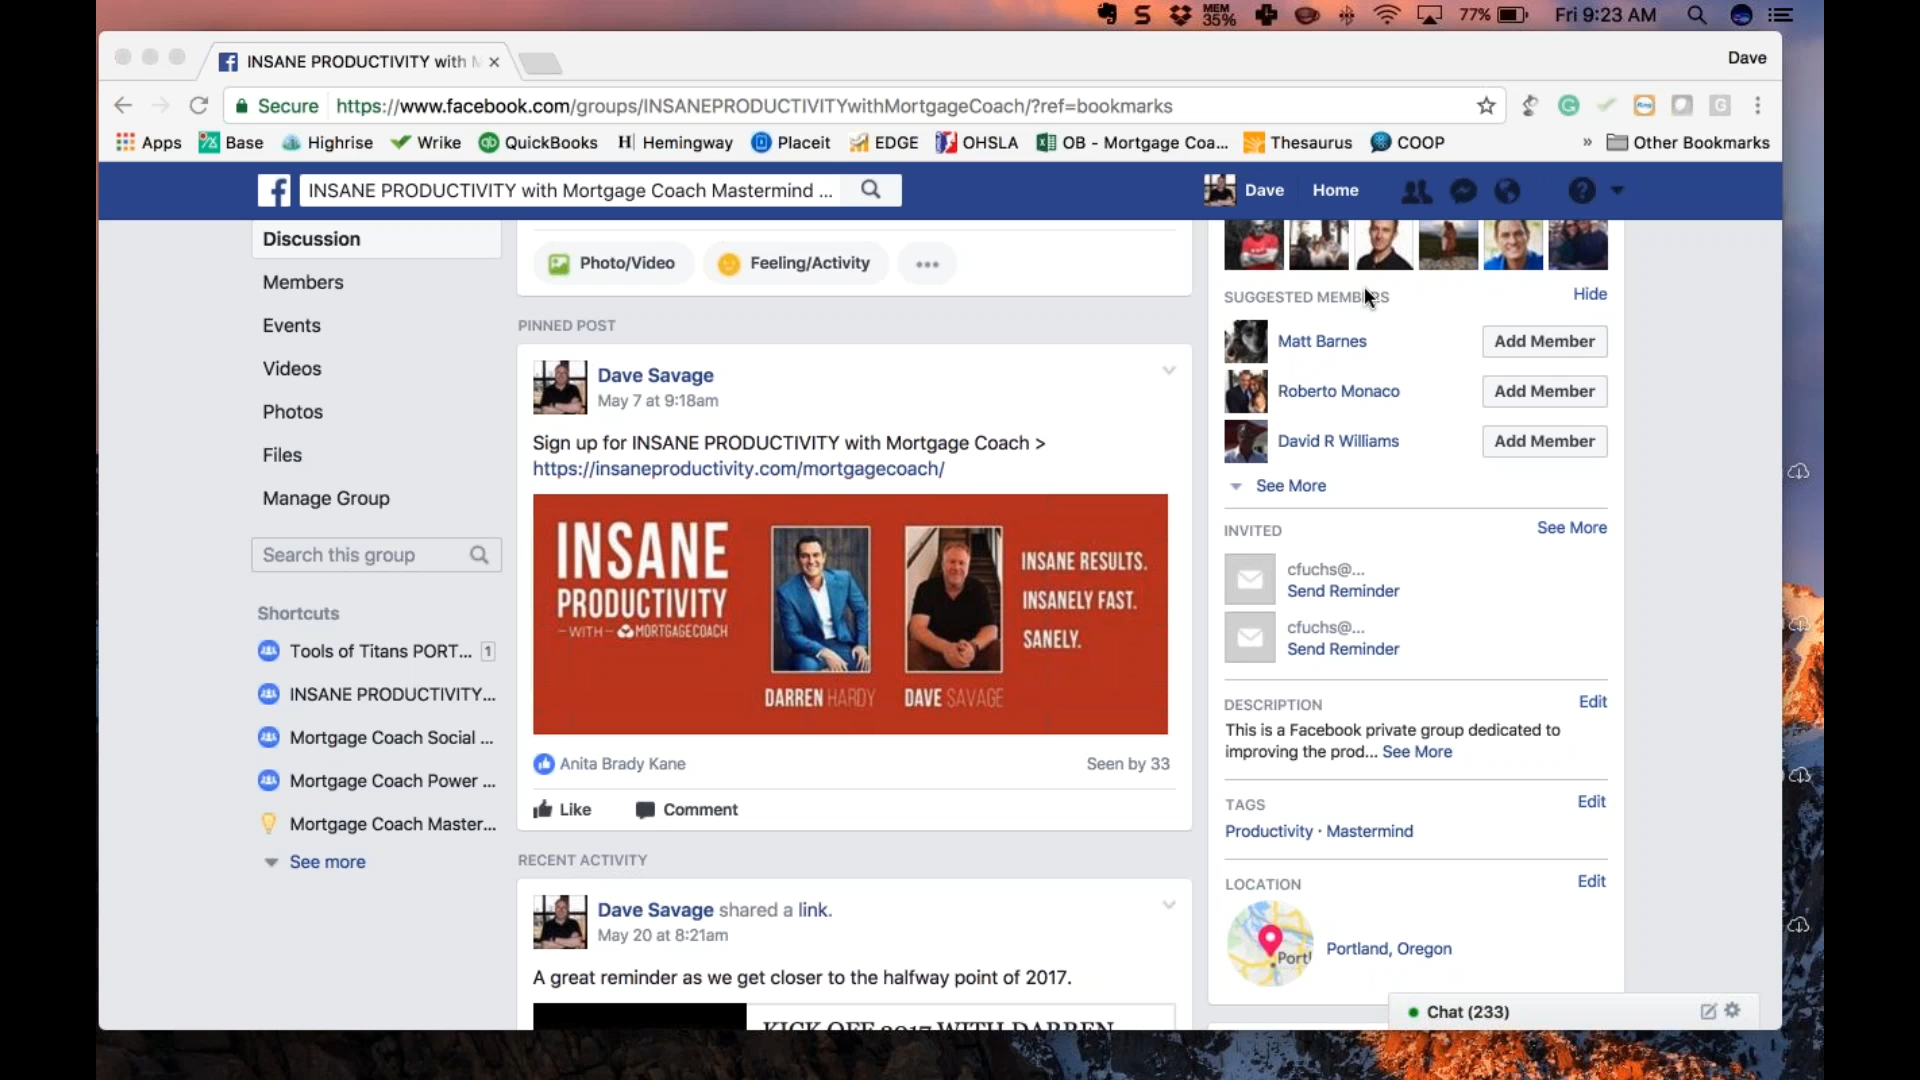 MEM
35%
77%
Fri 9:23 AM
INSANE PRODUCTIVITY with M
Dave
Secure
https://www.facebook.com/groups/INSANEPRODUCTIVITYwithMortgageCoach/?ref=bookmarks
Apps
Base
Highrise
Wrike
QuickBooks
Hemingway
Placeit
EDGE
OHSLA
OB - Mortgage Coa...
Thesaurus
COOP
»
Other Bookmarks
INSANE PRODUCTIVITY with Mortgage Coach Mastermind ...
Dave
Home
Discussion
Members
Events
Videos
Photos
Files
Manage Group
Search this group
Shortcuts
Tools of Titans PORT... 1
INSANE PRODUCTIVITY...
Mortgage Coach Social ...
Mortgage Coach Power ...
Mortgage Coach Master...
See more
Photo/Video
Feeling/Activity
PINNED POST
Dave Savage
May 7 at 9:18am
Sign up for INSANE PRODUCTIVITY with Mortgage Coach >
https://insaneproductivity.com/mortgagecoach/
INSANE
PRODUCTIVITY
- WITH - MORTGAGECOACH
DARREN HARDY
DAVE SAVAGE
INSANE RESULTS.
INSANELY FAST.
SANELY.
Anita Brady Kane
Seen by 33
Like
Comment
RECENT ACTIVITY
Dave Savage shared a link.
May 20 at 8:21am
A great reminder as we get closer to the halfway point of 2017.
KICK OFF 2017 WITH DARREN
SUGGESTED MEMBERS
Hide
Matt Barnes
Add Member
Roberto Monaco
Add Member
David R Williams
Add Member
See More
INVITED
See More
cfuchs@...
Send Reminder
cfuchs@...
Send Reminder
DESCRIPTION
Edit
This is a Facebook private group dedicated to
improving the prod... See More
TAGS
Edit
Productivity · Mastermind
LOCATION
Edit
Portl
Portland, Oregon
Chat (233)